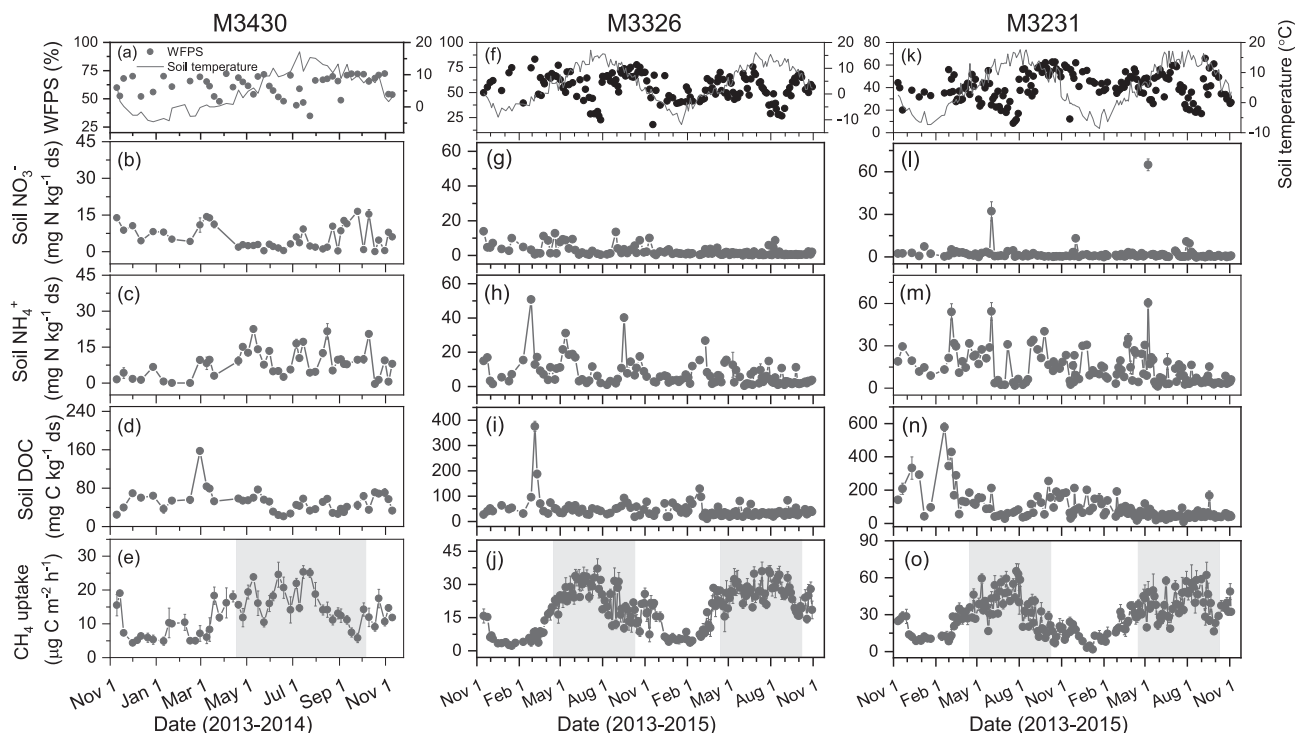 M3430
M3326
M3231
(a)
WFPS
Soil temperature
WFPS (%)
100
75
50
25
20
10
0
(f)
100
75
50
25
20
10
0
-10
(k)
80
60
40
20
0
20
10
0
-10
Soil temperature (°C)
Soil NO₃⁻
(mg N kg⁻¹ ds)
(b)
45
30
15
0
(g)
60
40
20
0
(l)
60
30
0
Soil NH₄⁺
(mg N kg⁻¹ ds)
(c)
45
30
15
0
(h)
60
40
20
0
(m)
60
30
0
Soil DOC
(mg C kg⁻¹ ds)
(d)
240
160
80
0
(i)
400
300
200
100
0
(n)
600
400
200
0
CH₄ uptake
(µg C m⁻² h⁻¹)
(e)
30
20
10
0
(j)
45
30
15
0
(o)
90
60
30
0
Nov 1
Jan 1
Mar 1
May 1
Jul 1
Sep 1
Nov 1
Nov 1
Feb 1
May 1
Aug 1
Nov 1
Feb 1
May 1
Aug 1
Nov 1
Nov 1
Feb 1
May 1
Aug 1
Nov 1
Feb 1
May 1
Aug 1
Nov 1
Date (2013-2014)
Date (2013-2015)
Date (2013-2015)